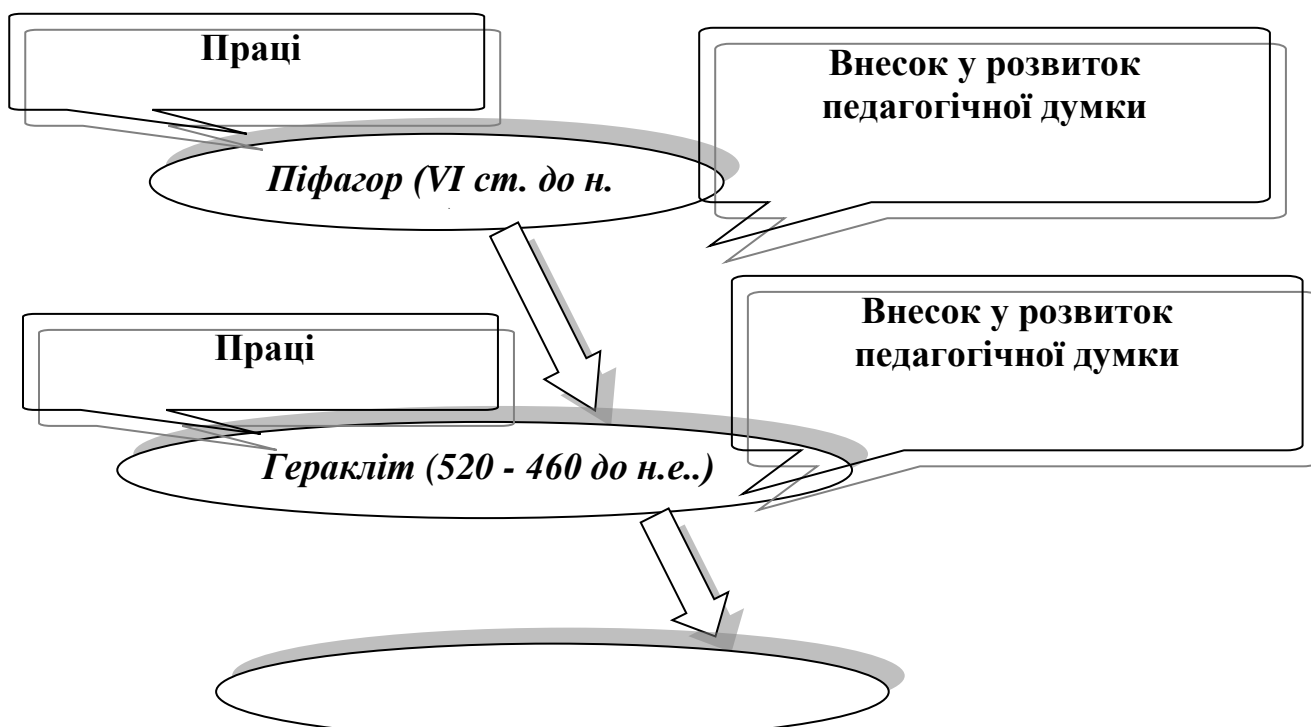 Праці
Внесок у розвиток
педагогічної думки
Піфагор (VI ст. до н.
Праці
Внесок у розвиток
педагогічної думки
Геракліт (520 - 460 до н.е..)